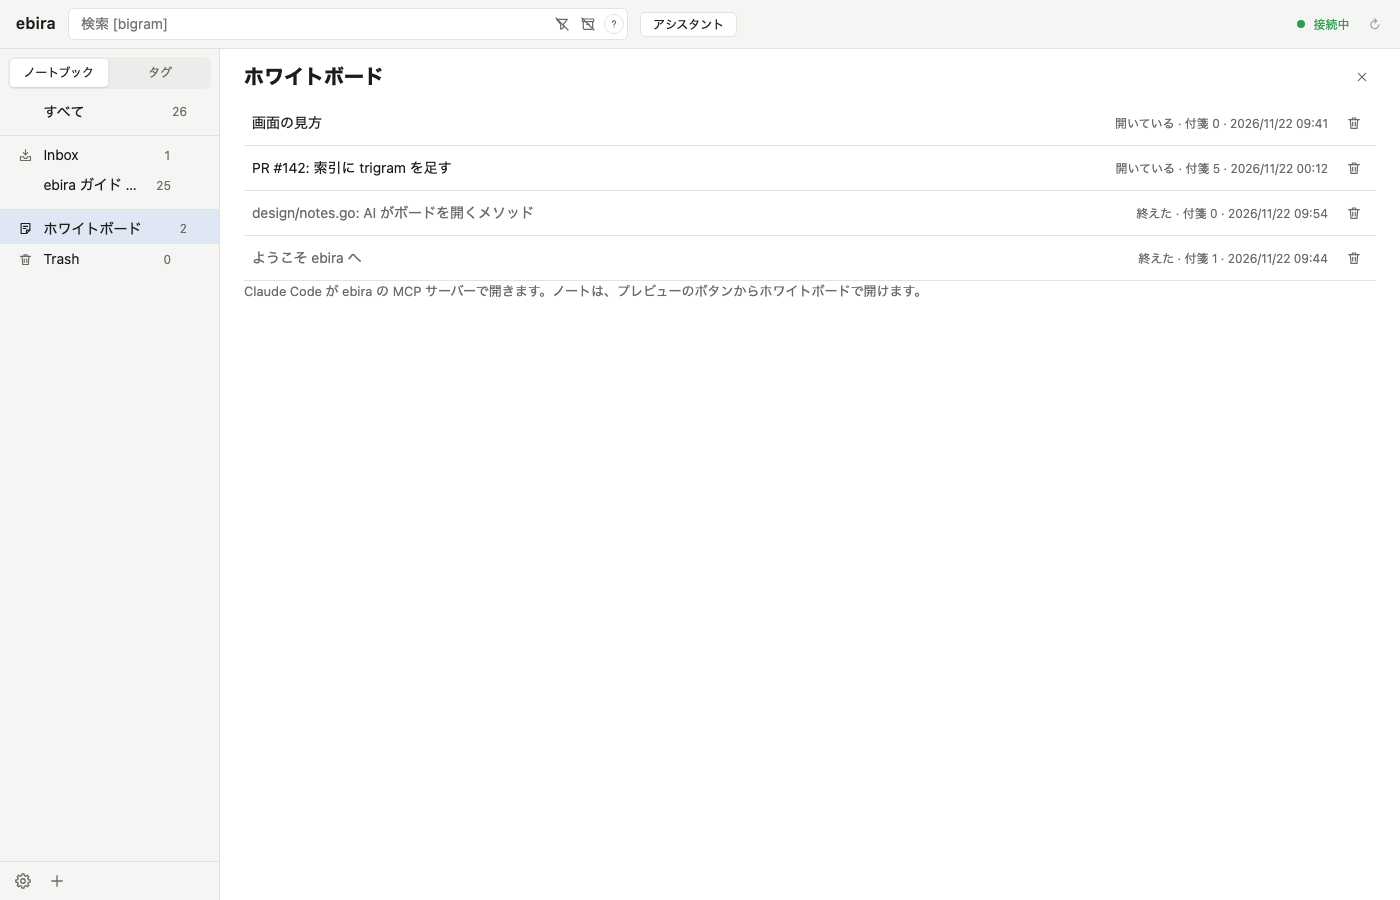 ebira
検索 [bigram]
?
アシスタント
接続中
ノートブック
タグ
すべて 26
Inbox 1
ebira ガイド ... 25
ホワイトボード 2
Trash 0
ホワイトボード
画面の見方
開いている · 付箋 0 · 2026/11/22 09:41
PR #142: 索引に trigram を足す
開いている · 付箋 5 · 2026/11/22 00:12
design/notes.go: AI がボードを開くメソッド
終えた · 付箋 0 · 2026/11/22 09:54
ようこそ ebira へ
終えた · 付箋 1 · 2026/11/22 09:44
Claude Code が ebira の MCP サーバーで開きます。ノートは、プレビューのボタンからホワイトボードで開けます。